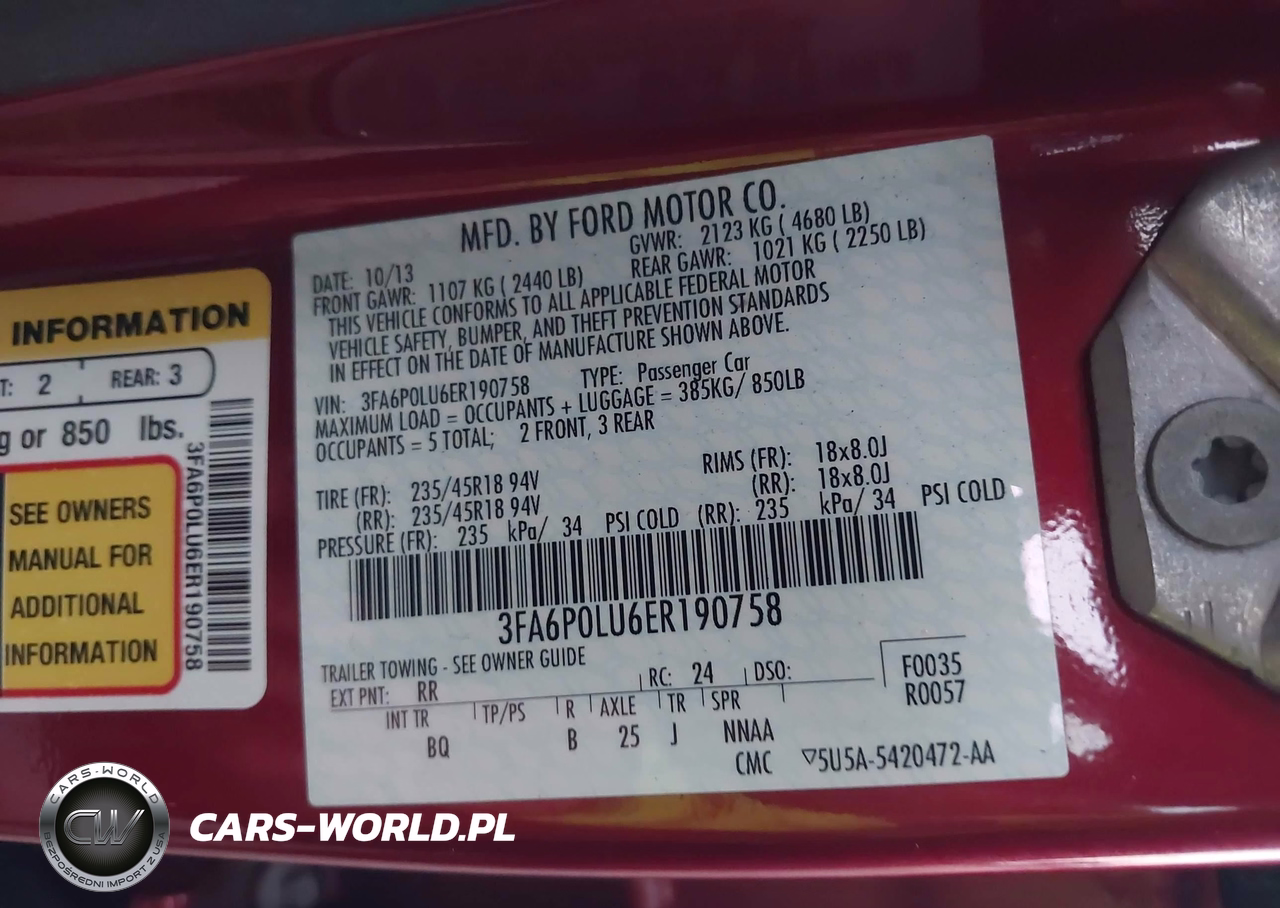 INFORMATION
T: 2 REAR: 3
g or 850 lbs.
SEE OWNERS
MANUAL FOR
ADDITIONAL
INFORMATION
3FA6P0LU6ER190758
MFD. BY FORD MOTOR CO.
DATE: 10/13 GVWR: 2123 KG ( 4680 LB)
FRONT GAWR: 1107 KG ( 2440 LB) REAR GAWR: 1021 KG ( 2250 LB)
THIS VEHICLE CONFORMS TO ALL APPLICABLE FEDERAL MOTOR
VEHICLE SAFETY, BUMPER, AND THEFT PREVENTION STANDARDS
IN EFFECT ON THE DATE OF MANUFACTURE SHOWN ABOVE.
VIN: 3FA6P0LU6ER190758 TYPE: Passenger Car
MAXIMUM LOAD = OCCUPANTS + LUGGAGE = 385KG/ 850LB
OCCUPANTS = 5 TOTAL; 2 FRONT, 3 REAR
TIRE (FR): 235/45R18 94V RIMS (FR): 18x8.0J
(RR): 235/45R18 94V (RR): 18x8.0J
PRESSURE (FR): 235 kPa/ 34 PSI COLD (RR): 235 kPa/ 34 PSI COLD
3FA6P0LU6ER190758
TRAILER TOWING - SEE OWNER GUIDE
EXT PNT: RR RC: 24 DSO: F0035
INT TR TP/PS R AXLE TR SPR R0057
BQ B 25 J NNAA
CMC ▽5U5A-5420472-AA
CARS-WORLD
CW
BEZPOŚREDNI IMPORT Z USA
CARS-WORLD.PL